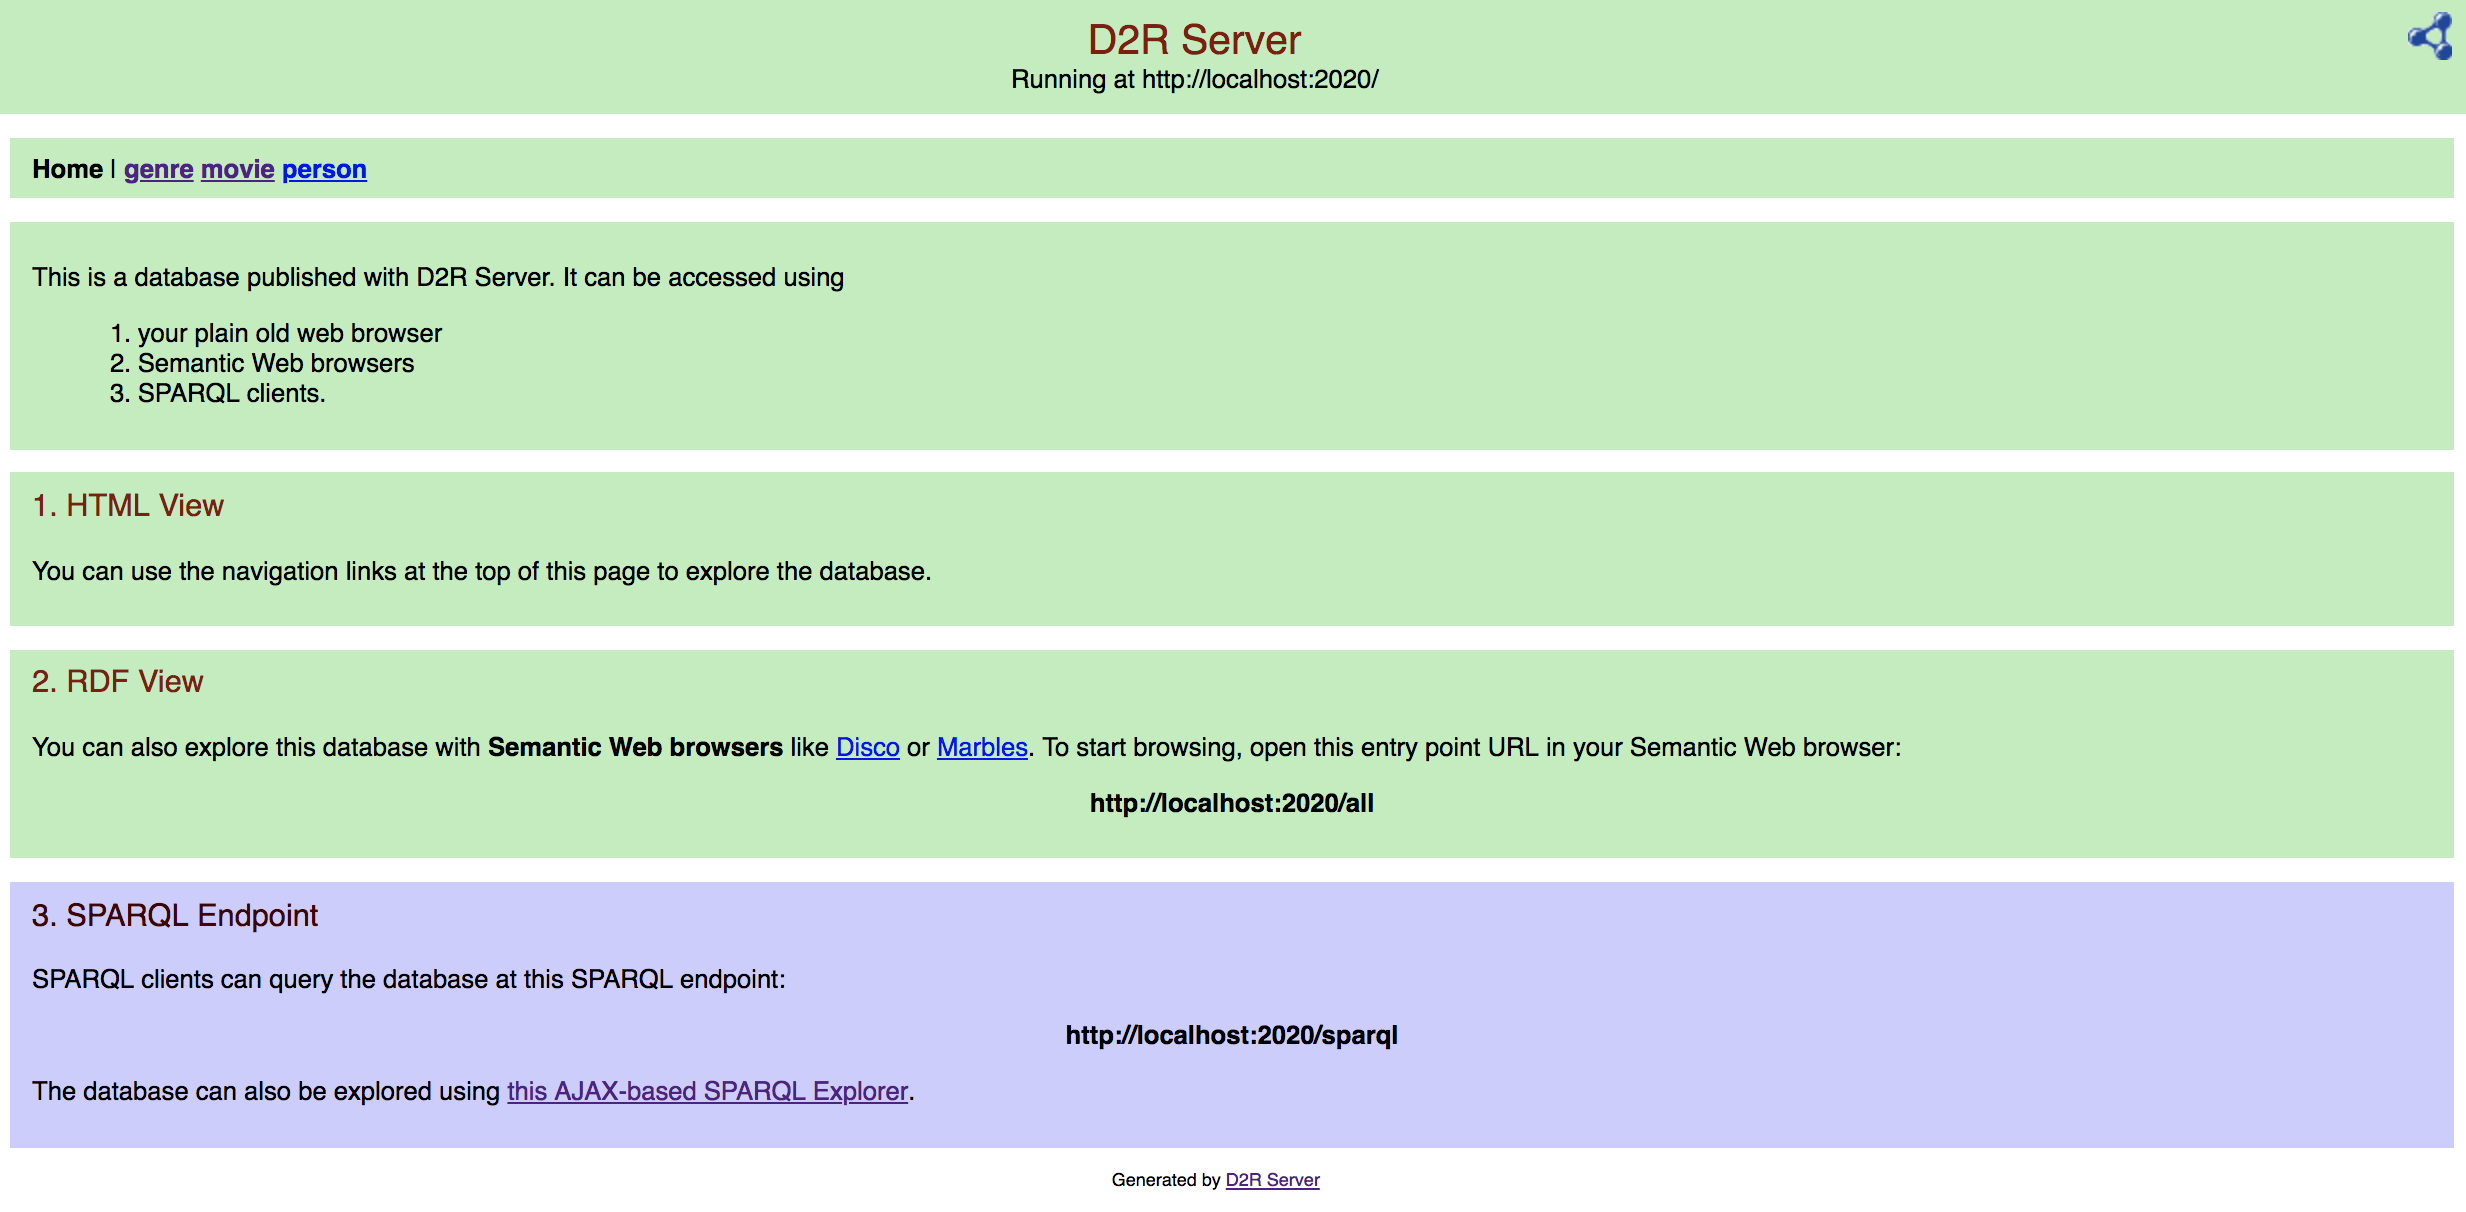 D2R Server
Running at http://localhost:2020/
Home | genre movie person
This is a database published with D2R Server. It can be accessed using
1. your plain old web browser
2. Semantic Web browsers
3. SPARQL clients.
1. HTML View
You can use the navigation links at the top of this page to explore the database.
2. RDF View
You can also explore this database with Semantic Web browsers like Disco or Marbles. To start browsing, open this entry point URL in your Semantic Web browser:
http://localhost:2020/all
3. SPARQL Endpoint
SPARQL clients can query the database at this SPARQL endpoint:
http://localhost:2020/sparql
The database can also be explored using this AJAX-based SPARQL Explorer.
Generated by D2R Server